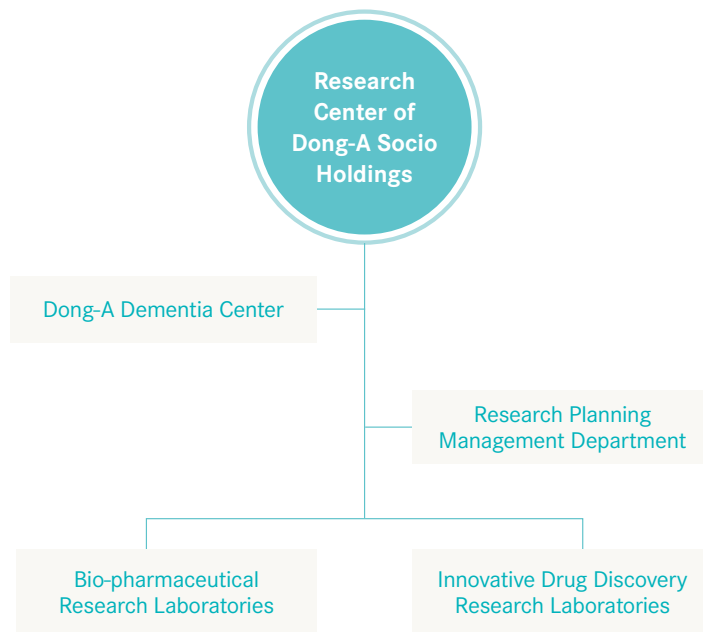 Research
Center of
Dong-A Socio
Holdings
Dong-A Dementia Center
Research Planning
Management Department
Bio-pharmaceutical
Research Laboratories
Innovative Drug Discovery
Research Laboratories